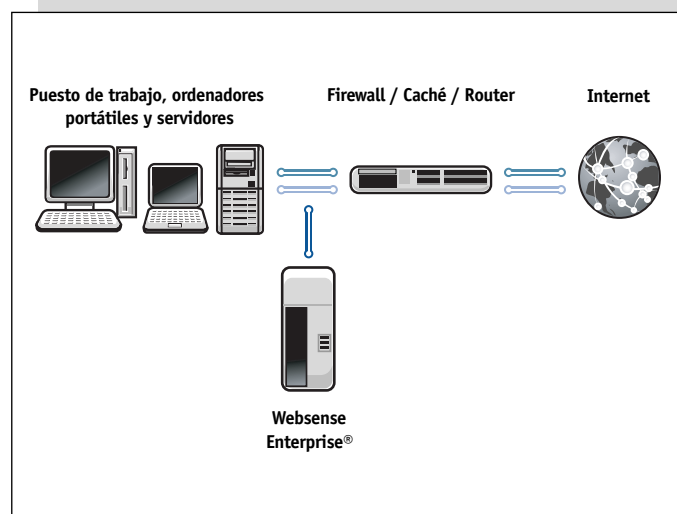 Puesto de trabajo, ordenadores
portátiles y servidores
Firewall / Caché / Router
Internet
Websense
Enterprise®